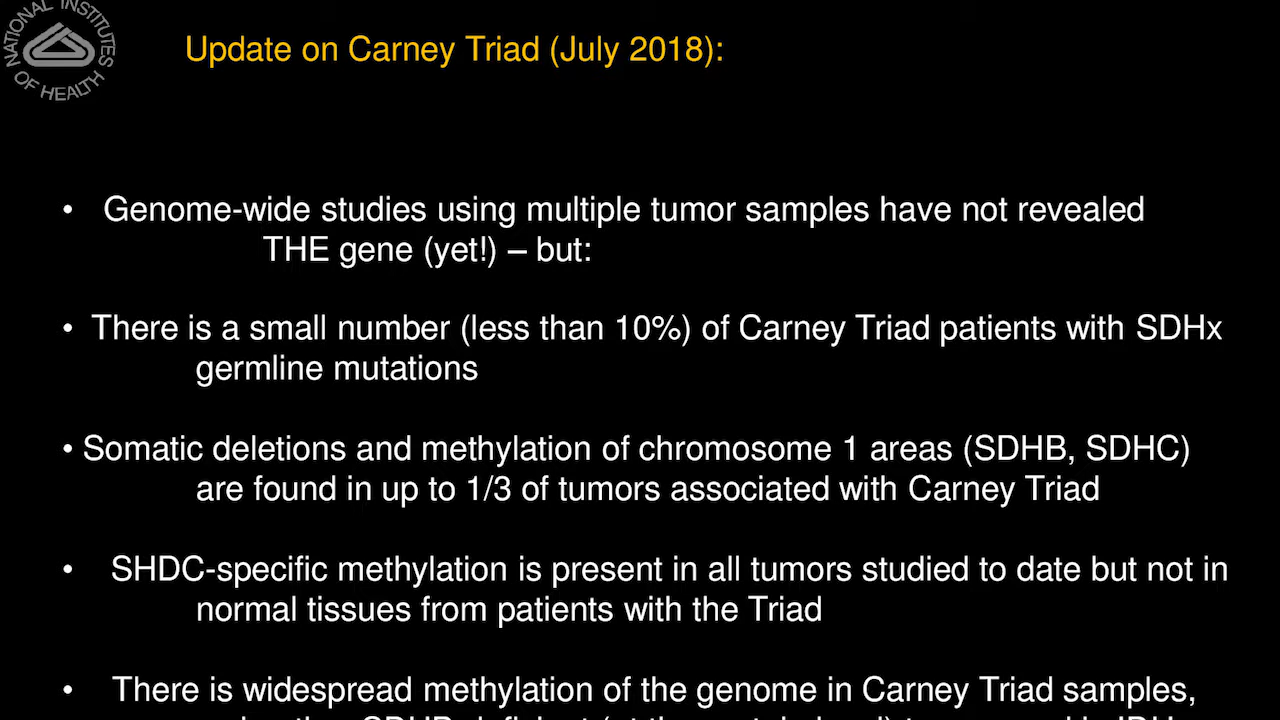 NATIONAL INSTITUTES
OF HEALTH
Update on Carney Triad (July 2018):
• Genome-wide studies using multiple tumor samples have not revealed
THE gene (yet!) – but:
• There is a small number (less than 10%) of Carney Triad patients with SDHx
germline mutations
• Somatic deletions and methylation of chromosome 1 areas (SDHB, SDHC)
are found in up to 1/3 of tumors associated with Carney Triad
• SHDC-specific methylation is present in all tumors studied to date but not in
normal tissues from patients with the Triad
• There is widespread methylation of the genome in Carney Triad samples,